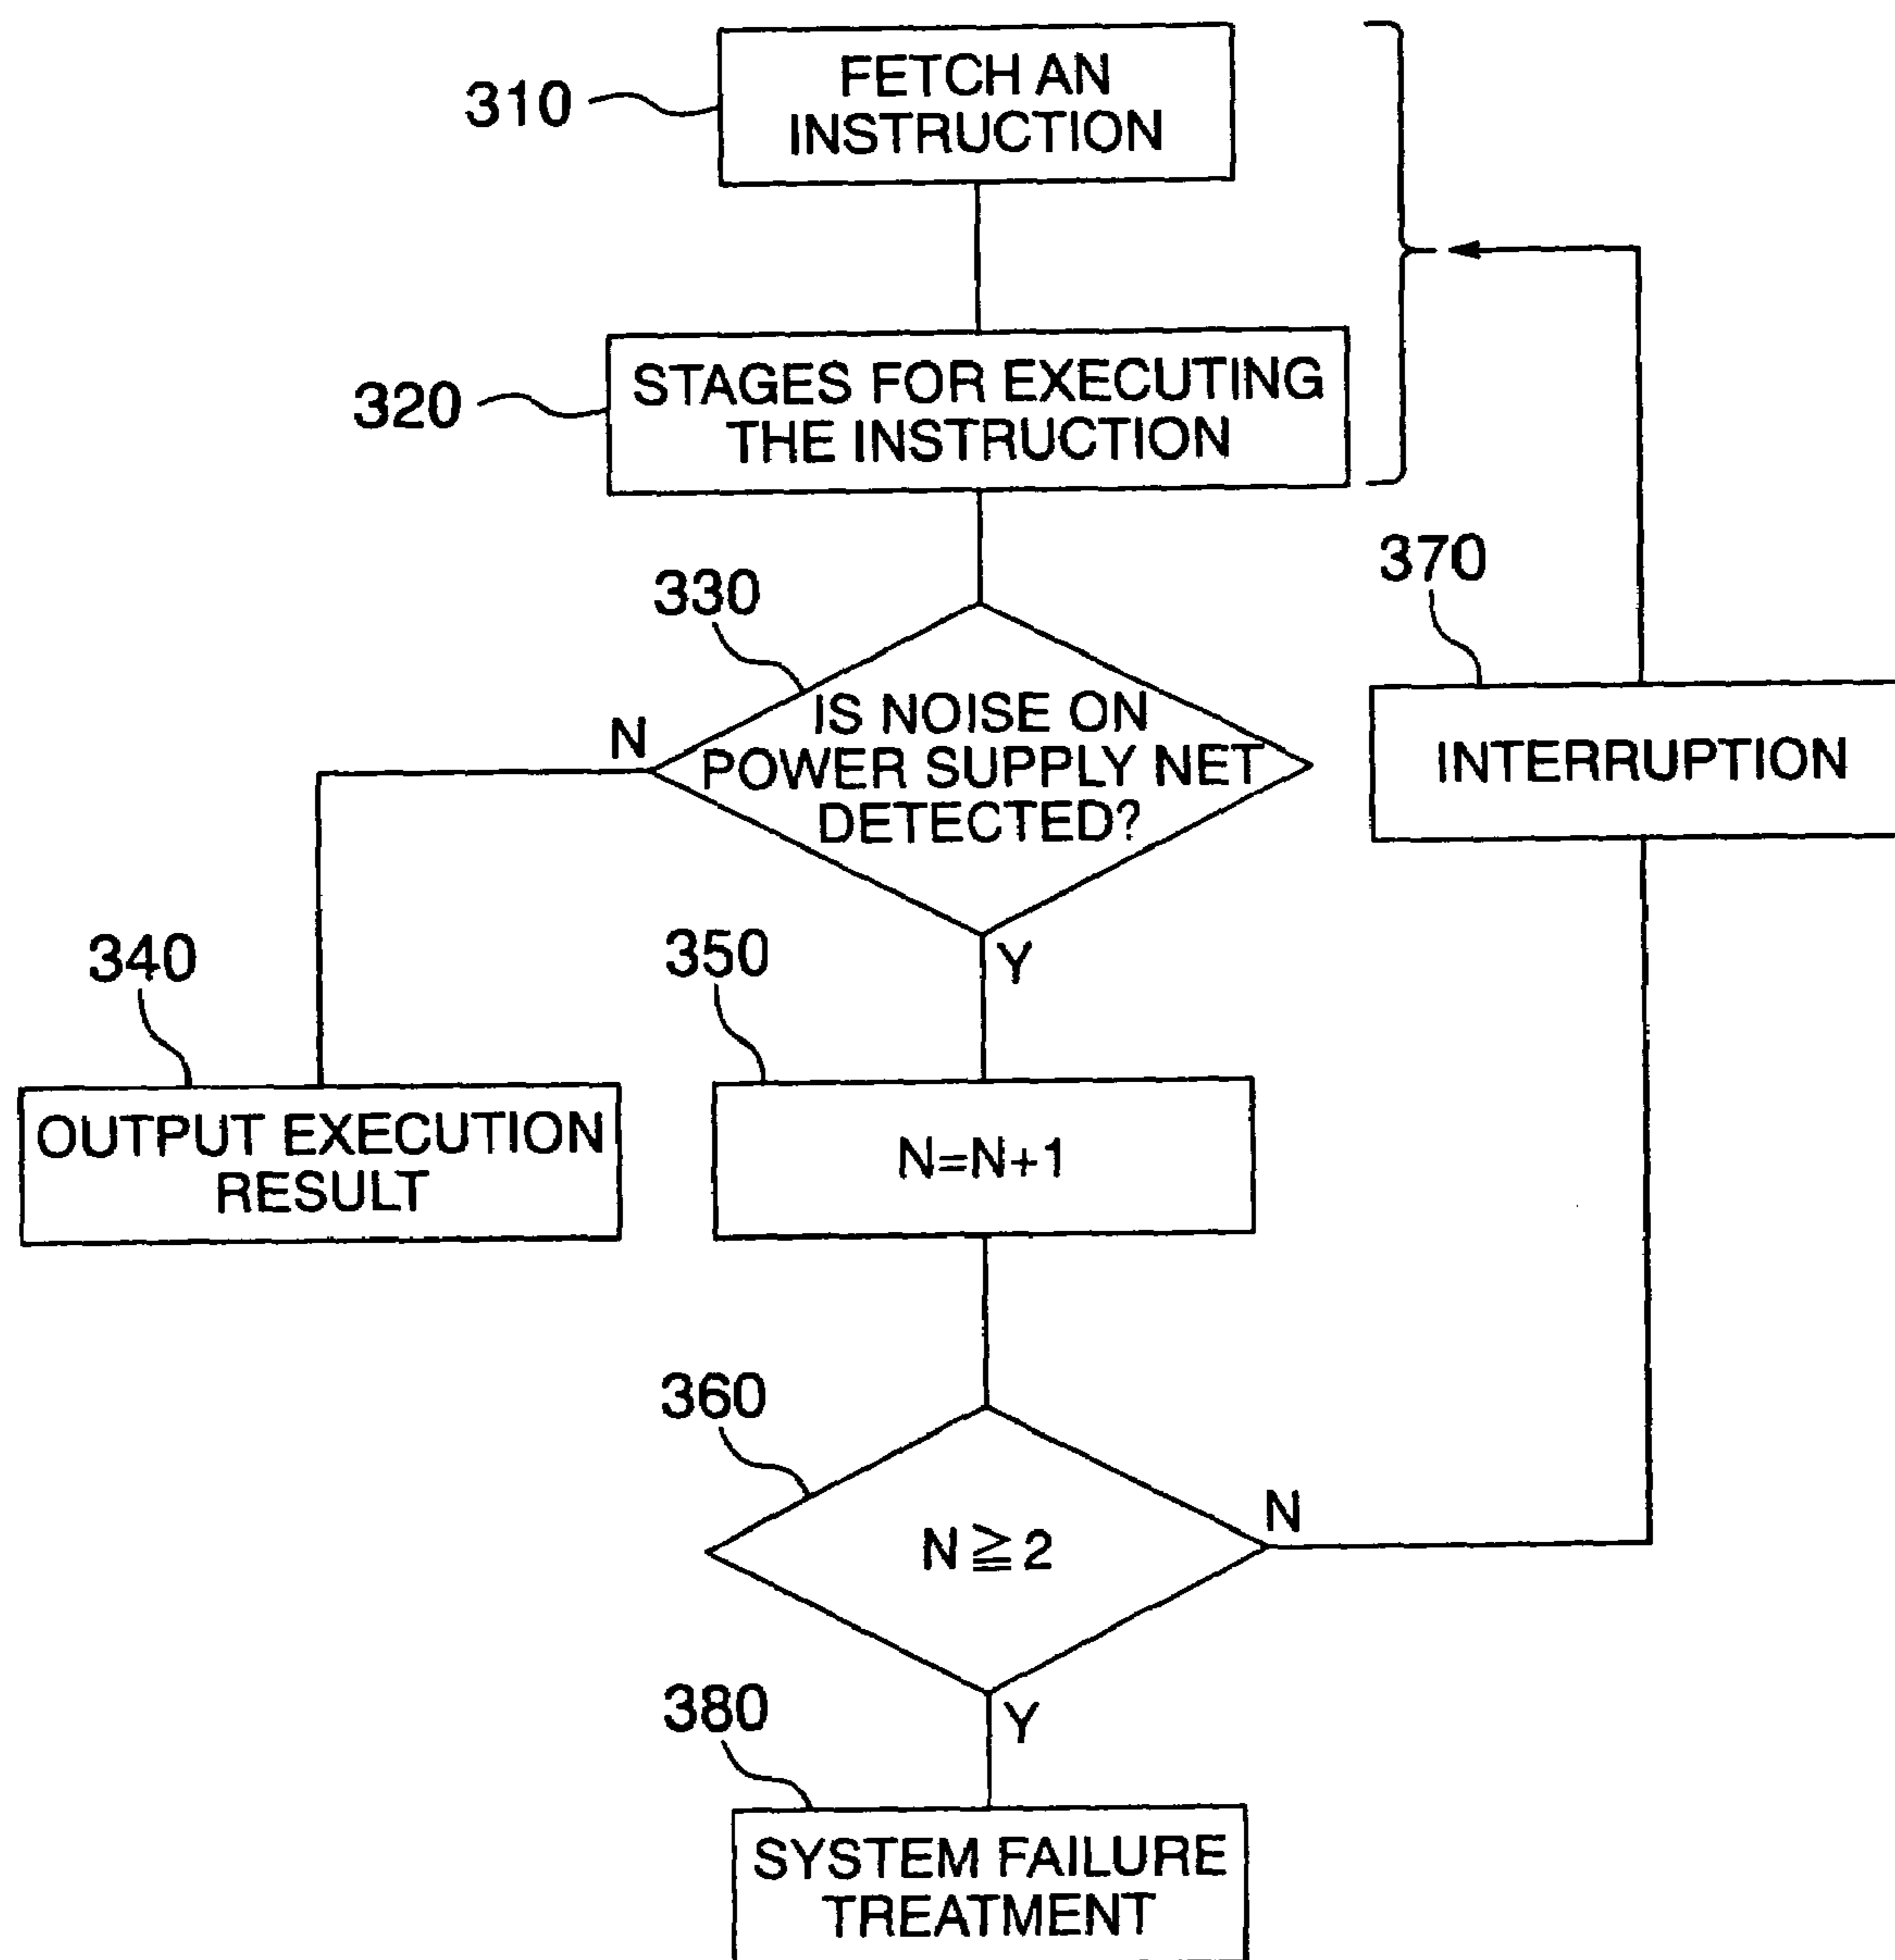 310
FETCH AN
INSTRUCTION
320
STAGES FOR EXECUTING
THE INSTRUCTION
330
IS NOISE ON
POWER SUPPLY NET
DETECTED?
N
Y
370
INTERRUPTION
340
OUTPUT EXECUTION
RESULT
350
N=N+1
360
N≧2
N
Y
380
SYSTEM FAILURE
TREATMENT